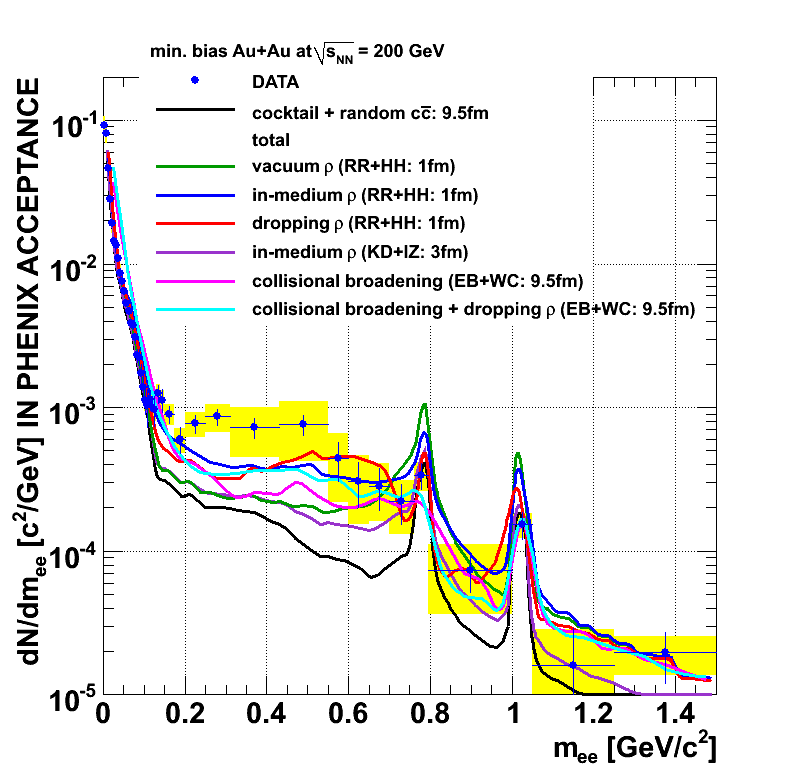 min. bias Au+Au at √s_NN = 200 GeV
DATA
cocktail + random cc̅: 9.5fm
total
vacuum ρ (RR+HH: 1fm)
in-medium ρ (RR+HH: 1fm)
dropping ρ (RR+HH: 1fm)
in-medium ρ (KD+IZ: 3fm)
collisional broadening (EB+WC: 9.5fm)
collisional broadening + dropping ρ (EB+WC: 9.5fm)
dN/dm_ee [c²/GeV] IN PHENIX ACCEPTANCE
10⁻¹
10⁻²
10⁻³
10⁻⁴
10⁻⁵
0 0.2 0.4 0.6 0.8 1 1.2 1.4
m_ee [GeV/c²]